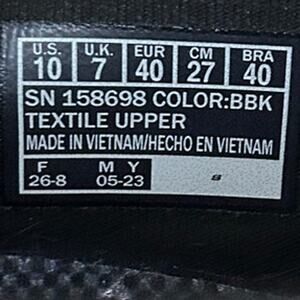 U.S. U.K. EUR CM BRA
10 7 40 27 40
SN 158698 COLOR:BBK
TEXTILE UPPER
MADE IN VIETNAM/HECHO EN VIETNAM
F M Y
26-8 05-23 8